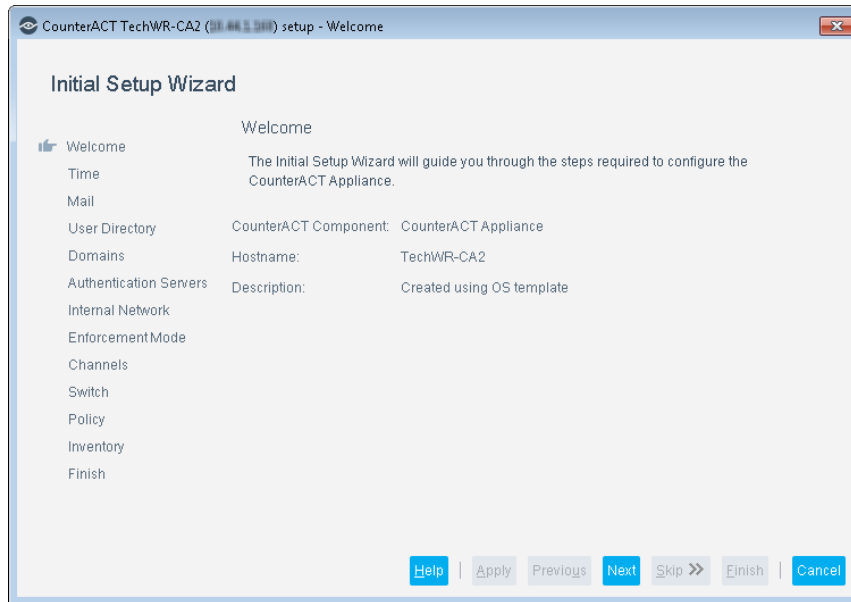 CounterACT TechWR-CA2 () setup - Welcome
Initial Setup Wizard
Welcome
Time
Mail
User Directory
Domains
Authentication Servers
Internal Network
Enforcement Mode
Channels
Switch
Policy
Inventory
Finish
Welcome
The Initial Setup Wizard will guide you through the steps required to configure the
CounterACT Appliance.
CounterACT Component: CounterACT Appliance
Hostname: TechWR-CA2
Description: Created using OS template
Help | Apply Previous Next Skip >> Finish | Cancel